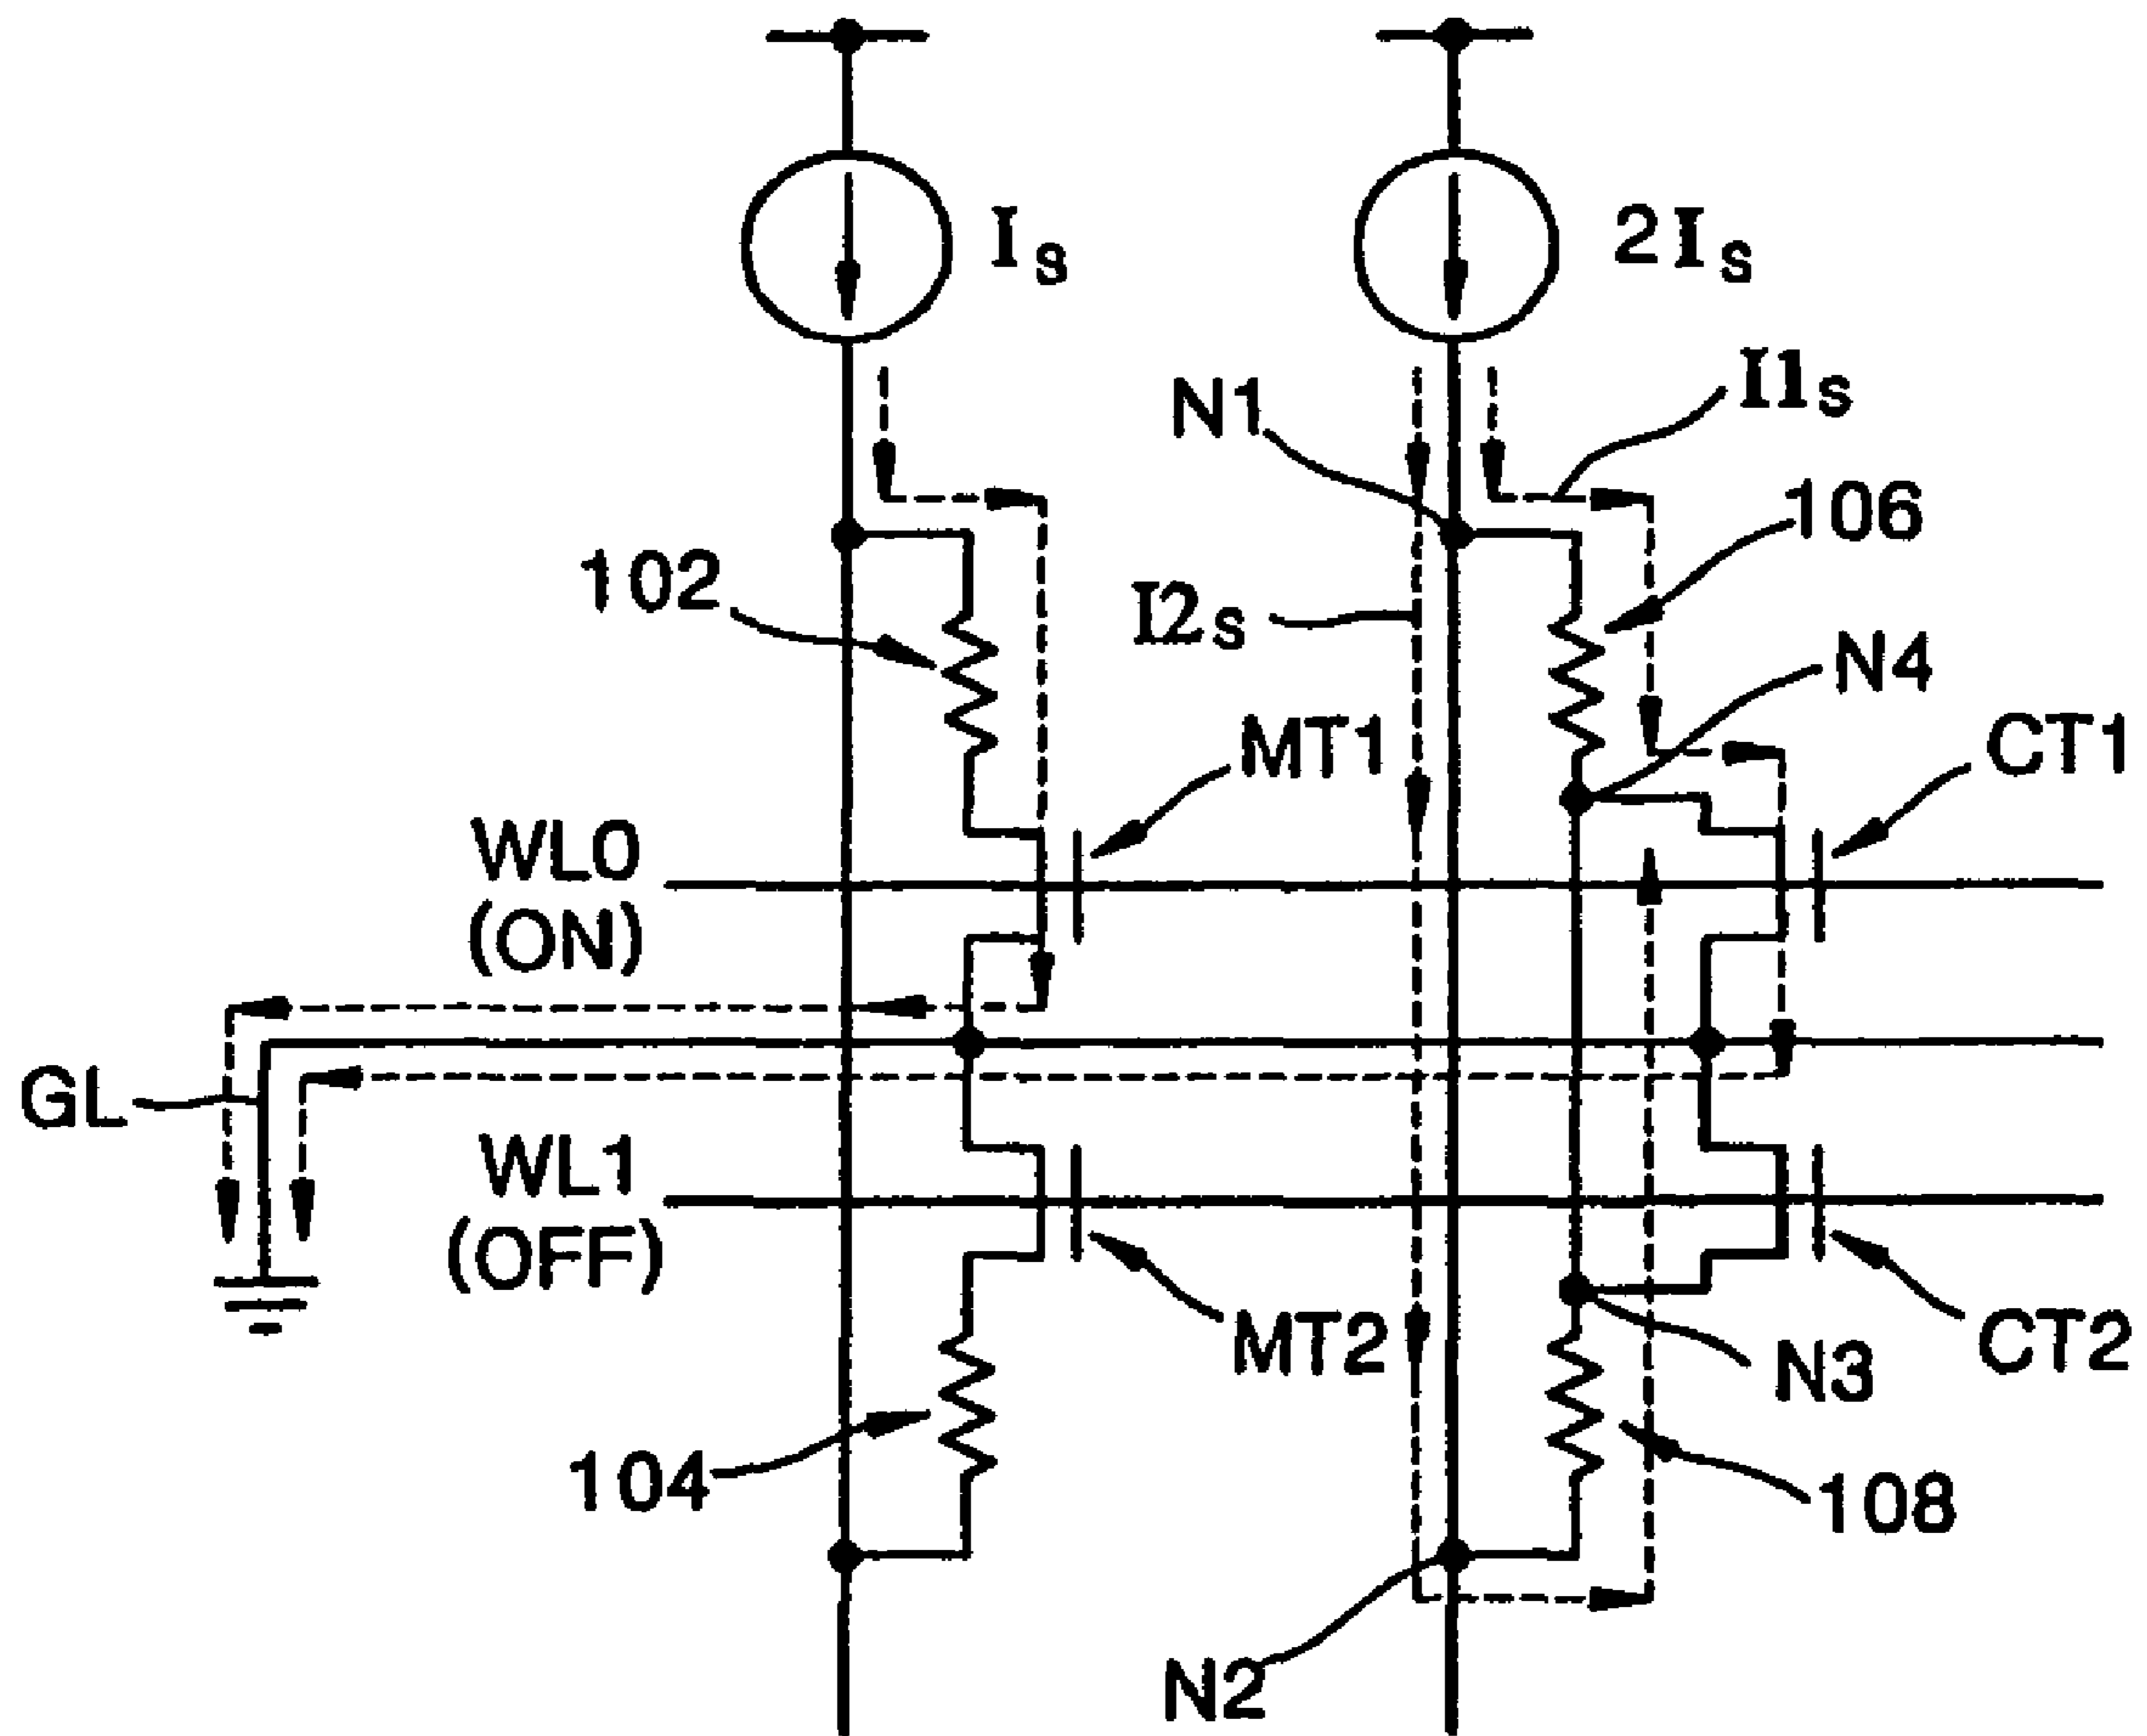 Is
2Is
I1s
N1
106
102
I2s
N4
MT1
CT1
WL0
(ON)
GL
WL1
(OFF)
MT2
N3
CT2
104
108
N2